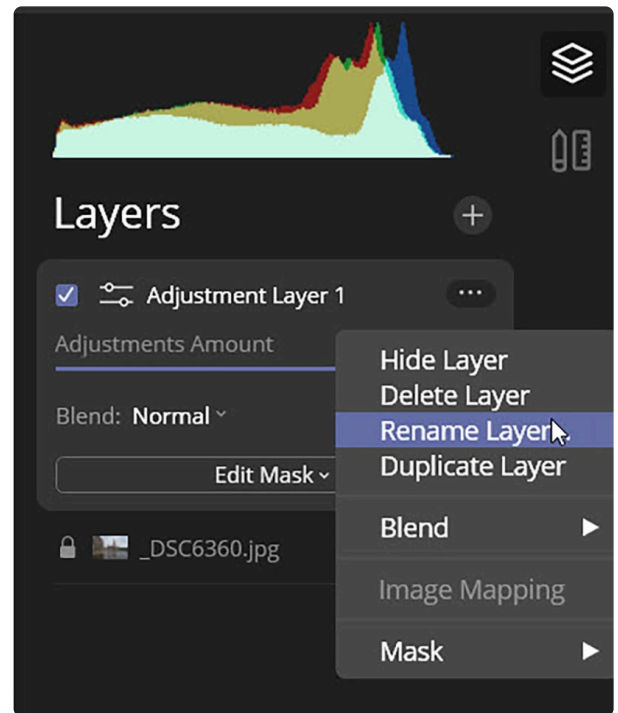 Layers
Adjustment Layer 1
Adjustments Amount
Blend: Normal
Edit Mask
_DSC6360.jpg
Hide Layer
Delete Layer
Rename Layer...
Duplicate Layer
Blend
Image Mapping
Mask